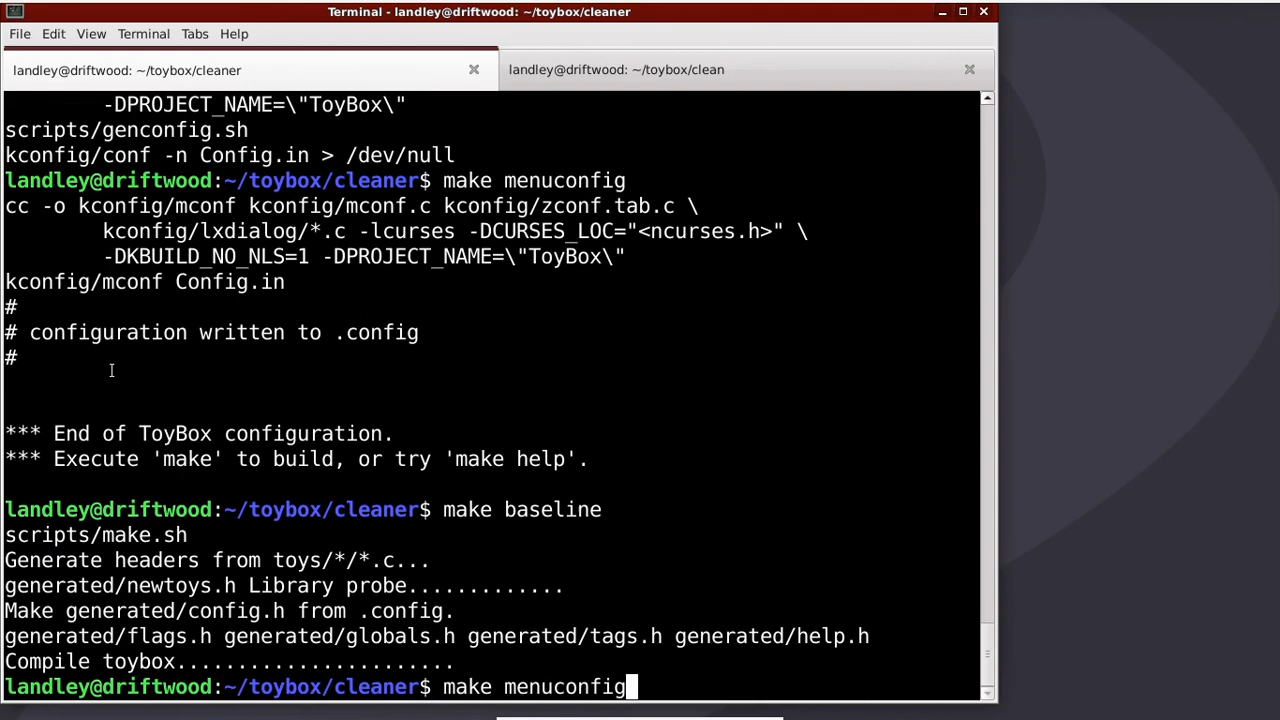 Terminal - landley@driftwood: ~/toybox/cleaner
File Edit View Terminal Tabs Help
landley@driftwood: ~/toybox/cleaner landley@driftwood: ~/toybox/clean
-DPROJECT_NAME=\"ToyBox\"
scripts/genconfig.sh
kconfig/conf -n Config.in > /dev/null
landley@driftwood:~/toybox/cleaner$ make menuconfig
cc -o kconfig/mconf kconfig/mconf.c kconfig/zconf.tab.c \
kconfig/lxdialog/*.c -lcurses -DCURSES_LOC="<ncurses.h>" \
-DKBUILD_NO_NLS=1 -DPROJECT_NAME=\"ToyBox\"
kconfig/mconf Config.in
#
# configuration written to .config
#
*** End of ToyBox configuration.
*** Execute 'make' to build, or try 'make help'.
landley@driftwood:~/toybox/cleaner$ make baseline
scripts/make.sh
Generate headers from toys/*/*.c...
generated/newtoys.h Library probe.............
Make generated/config.h from .config.
generated/flags.h generated/globals.h generated/tags.h generated/help.h
Compile toybox.......................
landley@driftwood:~/toybox/cleaner$ make menuconfig